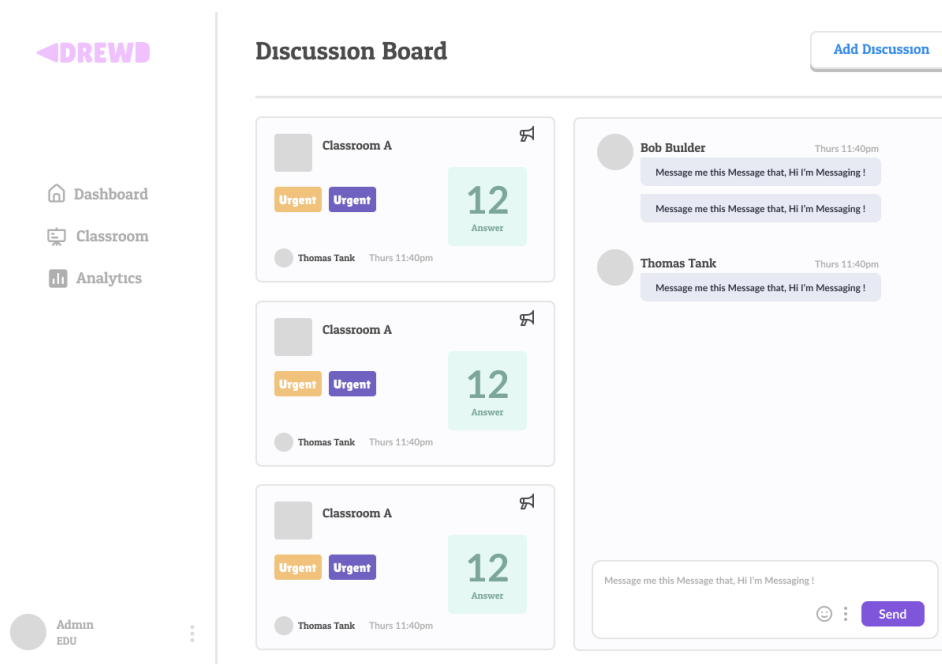 DREWD
Dashboard
Classroom
Analytics
Admin
EDU
Discussion Board
Add Discussion
Classroom A
Urgent Urgent
12
Answer
Thomas Tank Thurs 11:40pm
Classroom A
Urgent Urgent
12
Answer
Thomas Tank Thurs 11:40pm
Classroom A
Urgent Urgent
12
Answer
Thomas Tank Thurs 11:40pm
Bob Builder Thurs 11:40pm
Message me this Message that, Hi I'm Messaging !
Message me this Message that, Hi I'm Messaging !
Thomas Tank Thurs 11:40pm
Message me this Message that, Hi I'm Messaging !
Message me this Message that, Hi I'm Messaging !
Send